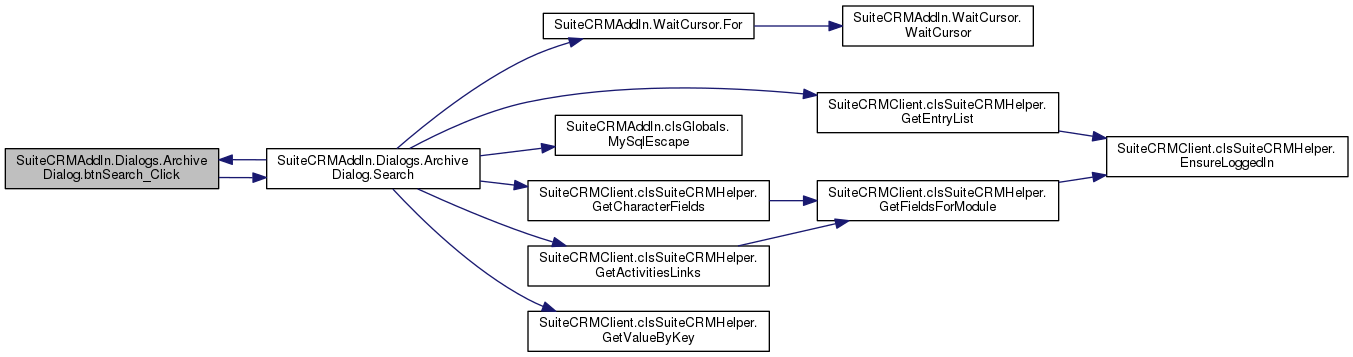 SuiteCRMAddIn.WaitCursor.For
SuiteCRMAddIn.WaitCursor.
WaitCursor
SuiteCRMClient.clsSuiteCRMHelper.
GetEntryList
SuiteCRMAddIn.clsGlobals.
MySqlEscape
SuiteCRMClient.clsSuiteCRMHelper.
EnsureLoggedIn
SuiteCRMAddIn.Dialogs.Archive
Dialog.btnSearch_Click
SuiteCRMAddIn.Dialogs.Archive
Dialog.Search
SuiteCRMClient.clsSuiteCRMHelper.
GetCharacterFields
SuiteCRMClient.clsSuiteCRMHelper.
GetFieldsForModule
SuiteCRMClient.clsSuiteCRMHelper.
GetActivitiesLinks
SuiteCRMClient.clsSuiteCRMHelper.
GetValueByKey